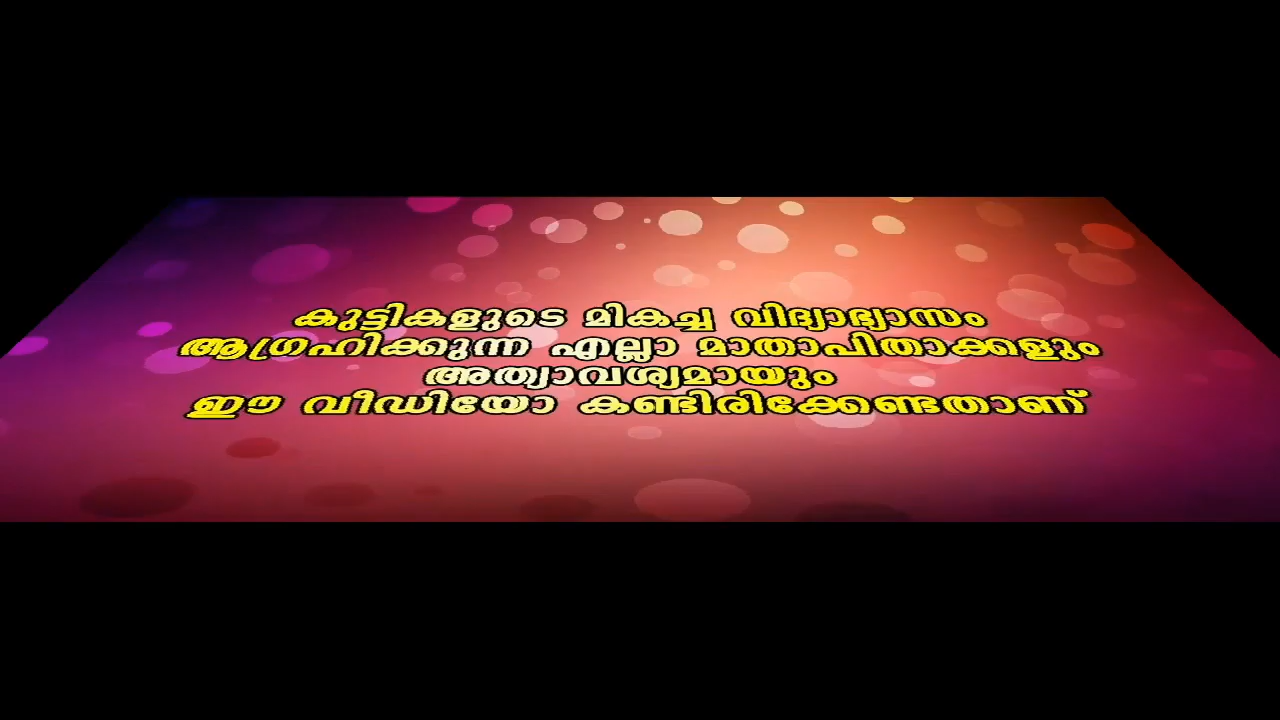 കുട്ടികളുടെ മികച്ച വിദ്യാഭ്യാസം
ആഗ്രഹിക്കുന്ന എല്ലാ മാതാപിതാക്കളും
അത്യാവശ്യമായും
ഈ വീഡിയോ കണ്ടിരിക്കേണ്ടതാണ്